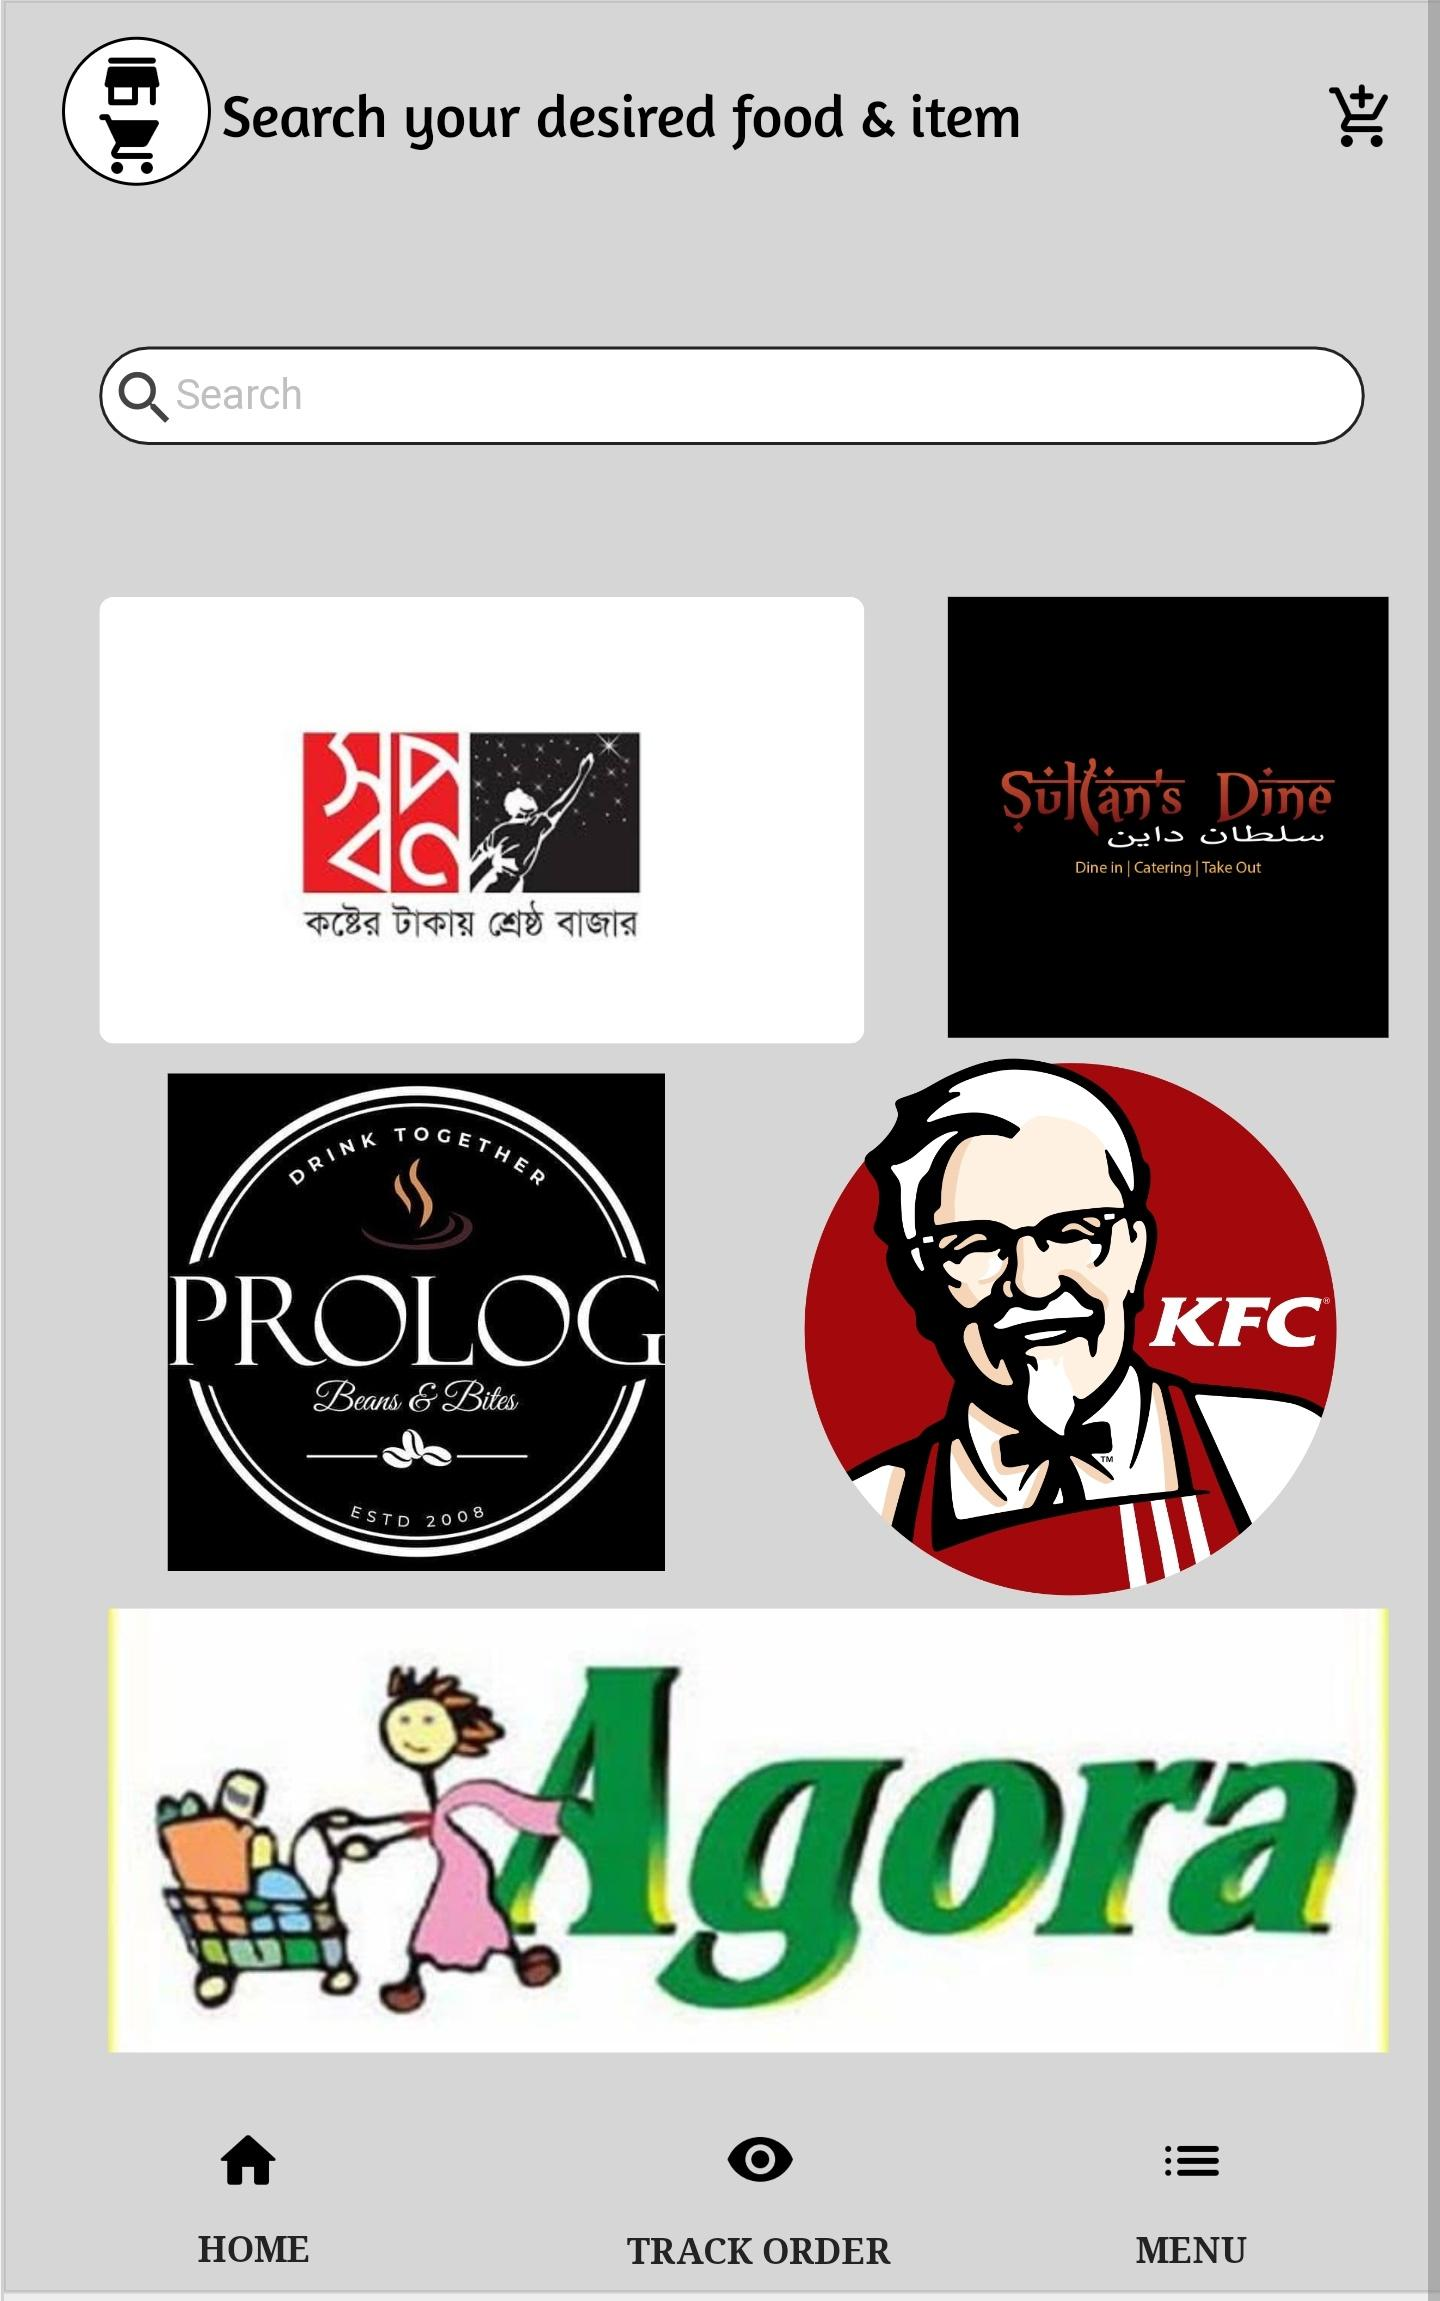 Search your desired food & item
Search
স্বপ্ন
কষ্টের টাকায় শ্রেষ্ঠ বাজার
Sultan's Dine
سلطان داين
Dine in | Catering | Take Out
DRINK TOGETHER
PROLOG
Beans & Bites
ESTD 2008
KFC®
™
Agora
HOME
TRACK ORDER
MENU